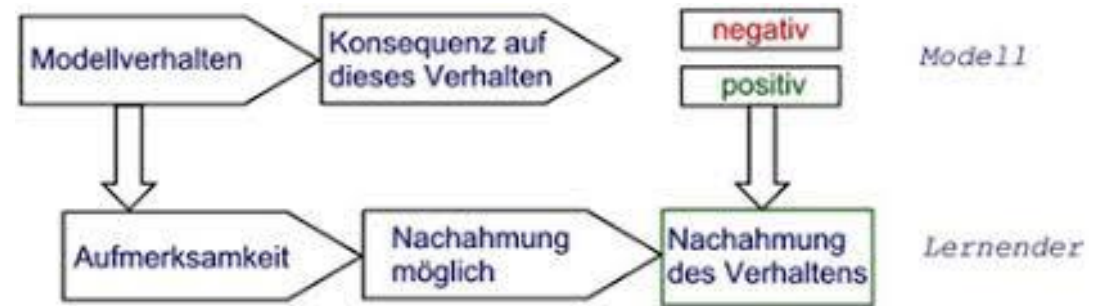 Modellverhalten
Konsequenz auf
dieses Verhalten
negativ
positiv
Modell
Aufmerksamkeit
Nachahmung
möglich
Nachahmung
des Verhaltens
Lernender